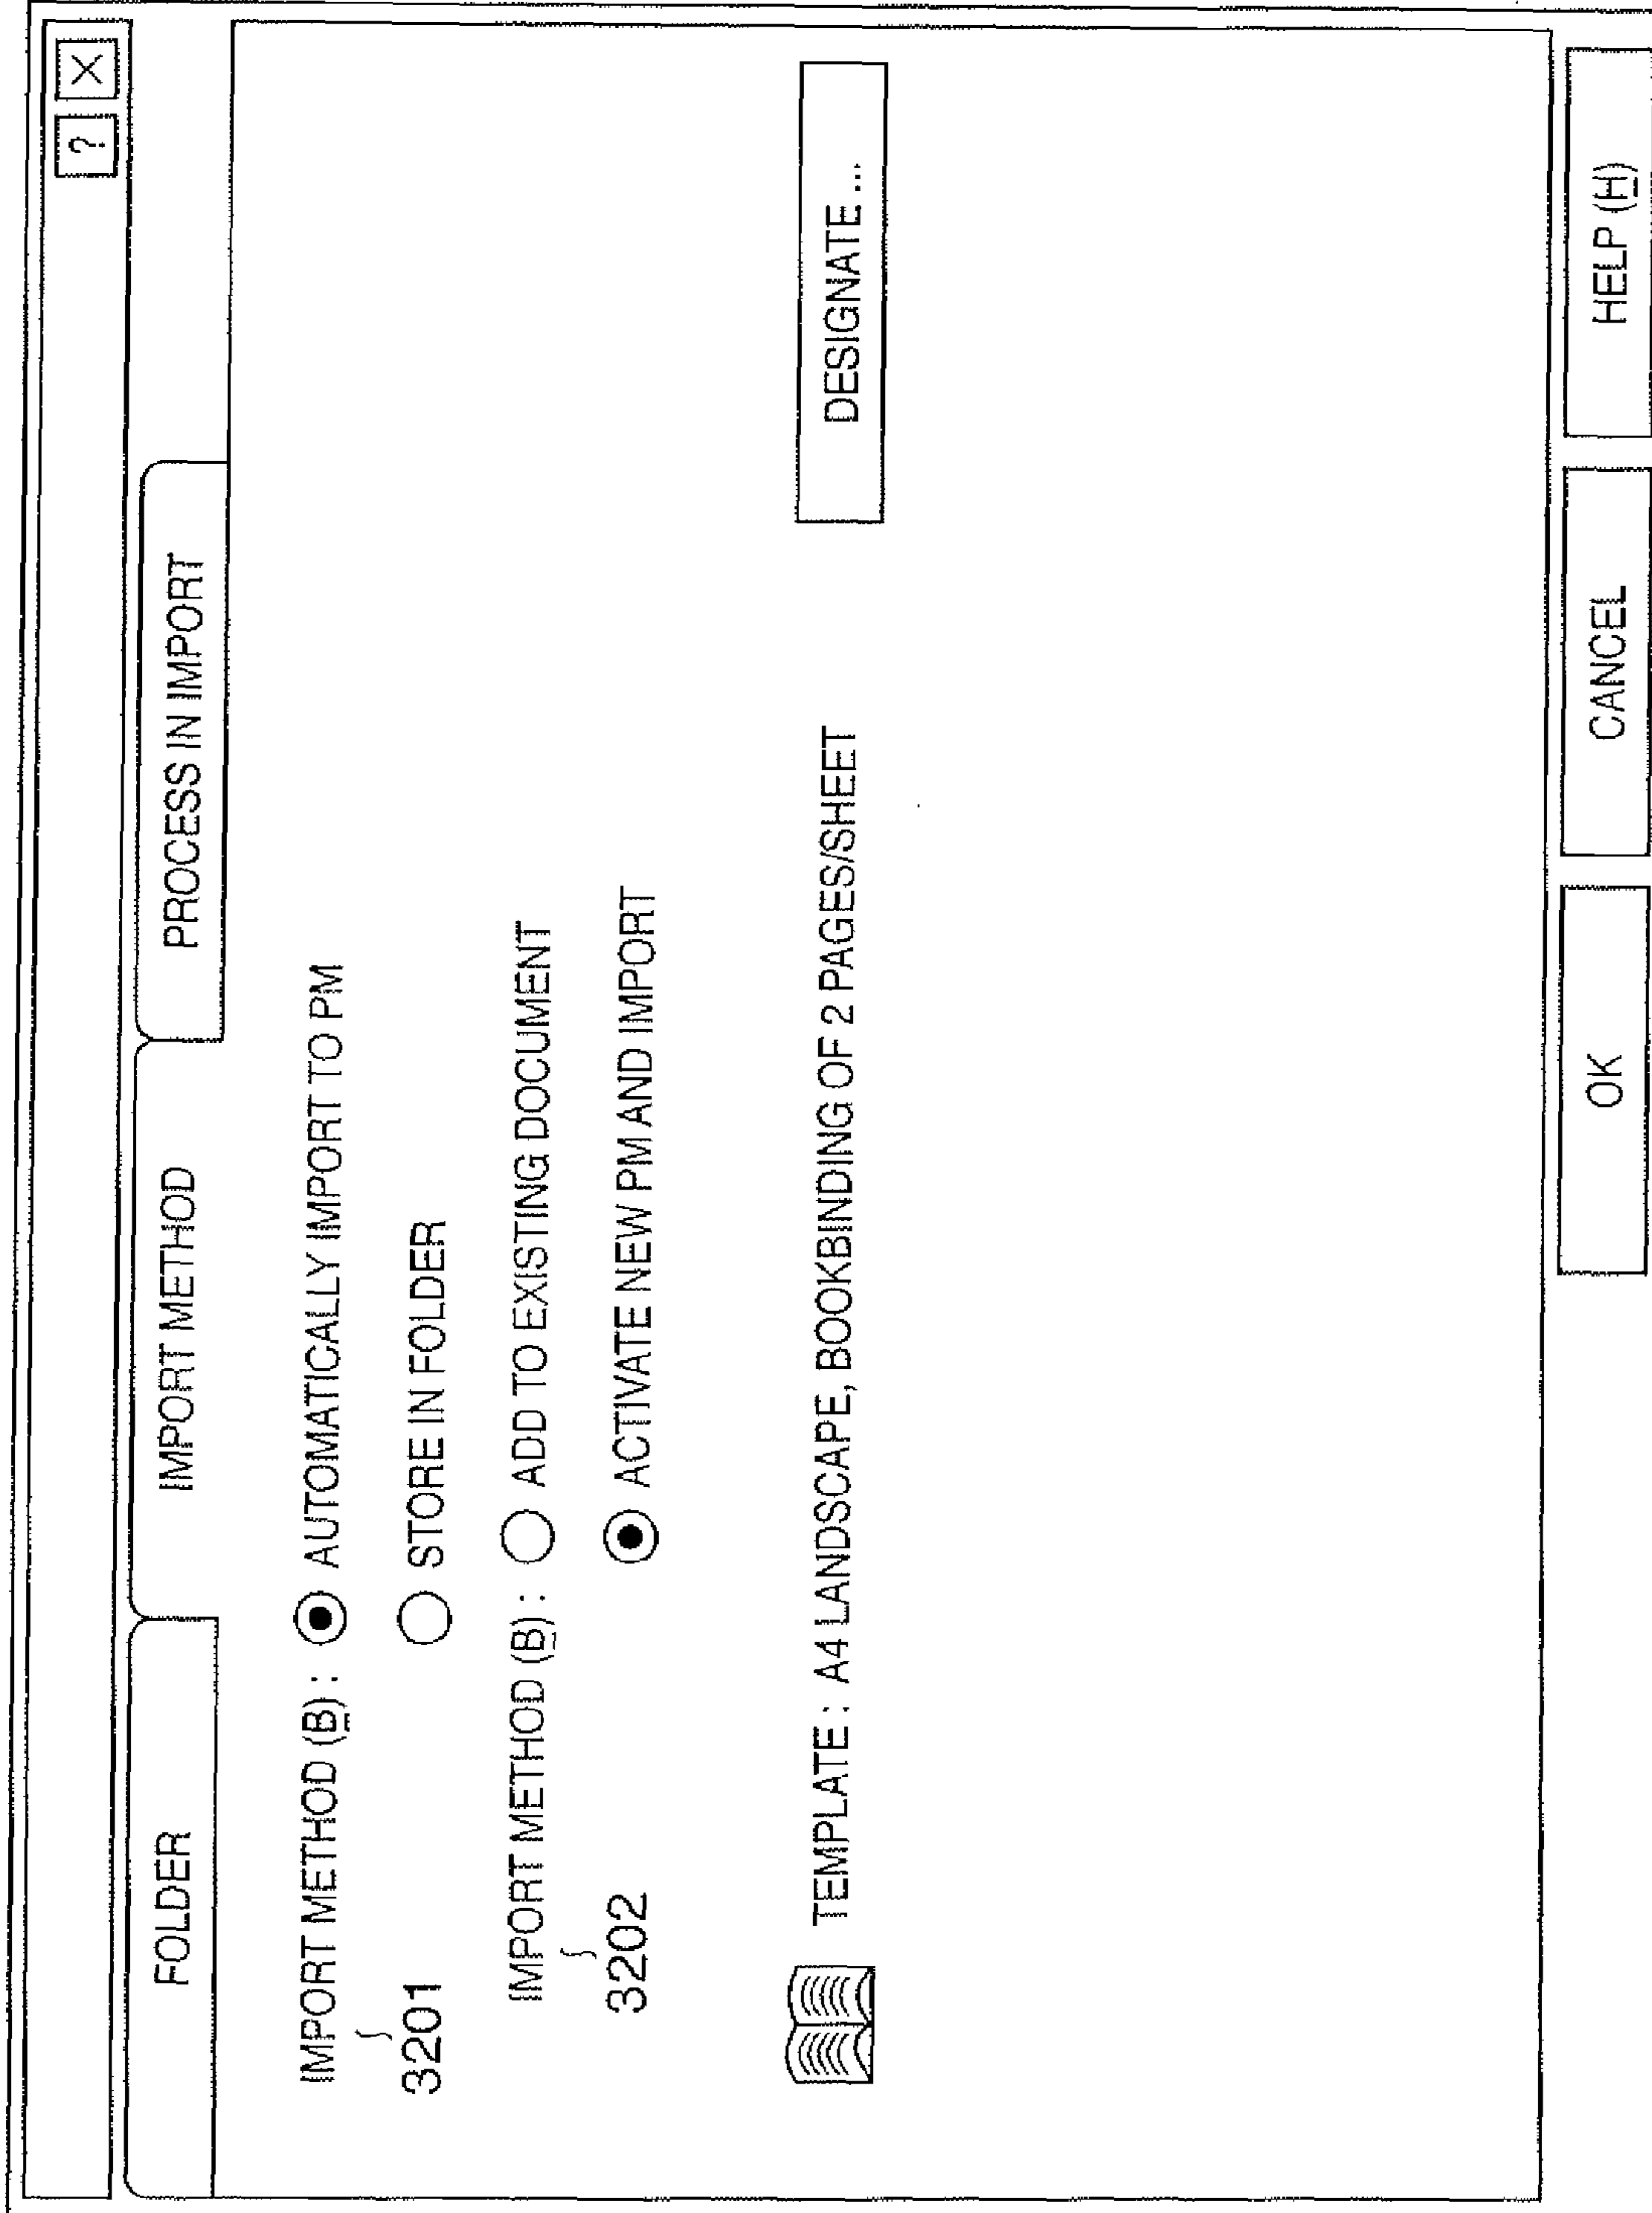 ? X
FOLDER IMPORT METHOD PROCESS IN IMPORT
IMPORT METHOD (B) : AUTOMATICALLY IMPORT TO PM
3201 STORE IN FOLDER
IMPORT METHOD (B) : ADD TO EXISTING DOCUMENT
3202 ACTIVATE NEW PM AND IMPORT
TEMPLATE : A4 LANDSCAPE, BOOKBINDING OF 2 PAGES/SHEET DESIGNATE ...
OK CANCEL HELP (H)